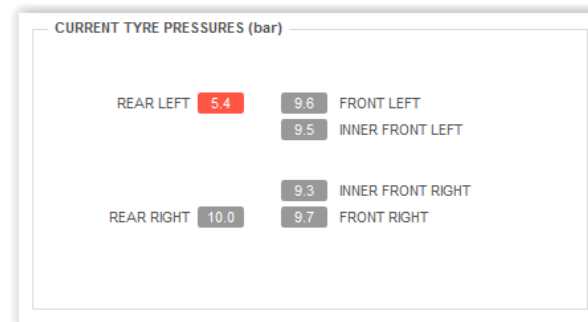 CURRENT TYRE PRESSURES (bar)
REAR LEFT 5.4 9.6 FRONT LEFT
9.5 INNER FRONT LEFT
9.3 INNER FRONT RIGHT
REAR RIGHT 10.0 9.7 FRONT RIGHT